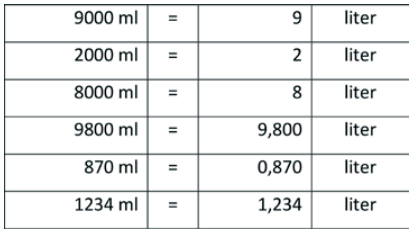 9000 ml = 9 liter
2000 ml = 2 liter
8000 ml = 8 liter
9800 ml = 9,800 liter
870 ml = 0,870 liter
1234 ml = 1,234 liter